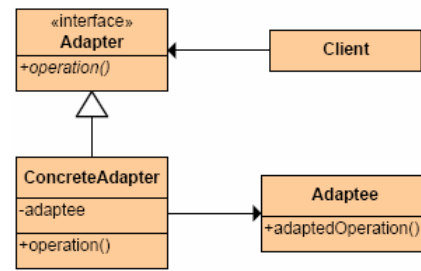 «interface»
Adapter
+operation()
Client
ConcreteAdapter
-adaptee
+operation()
Adaptee
+adaptedOperation()